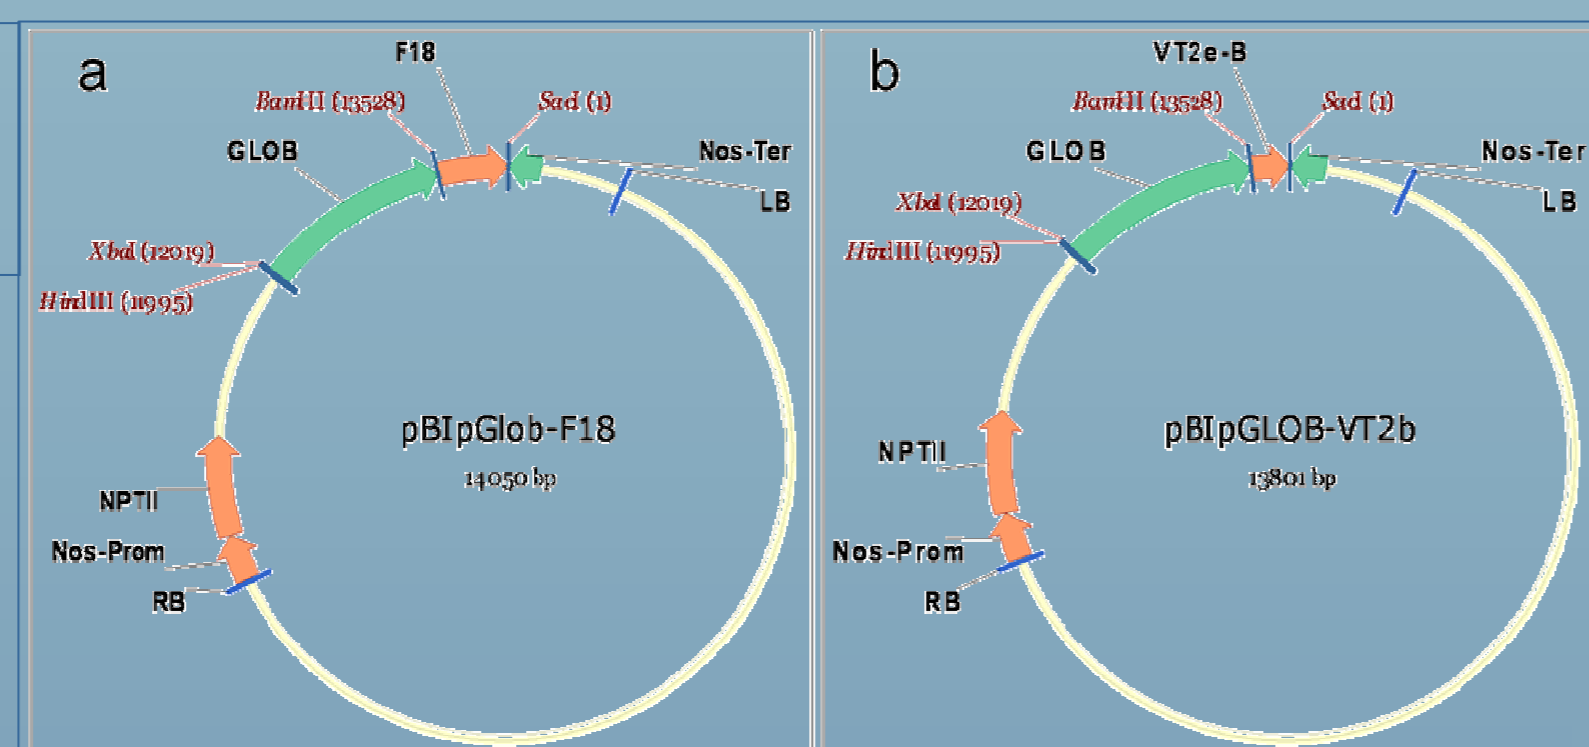 a
F18
BamHI (13528)
SacI (1)
GLOB
Nos-Ter
LB
XbaI (12019)
HindIII (11995)
pBIpGlob-F18
14050 bp
NPTII
Nos-Prom
RB
b
VT2e-B
BamHI (13528)
SacI (1)
GLOB
Nos-Ter
LB
XbaI (12019)
HindIII (11995)
pBIpGLOB-VT2b
13801 bp
NPTII
Nos-Prom
RB